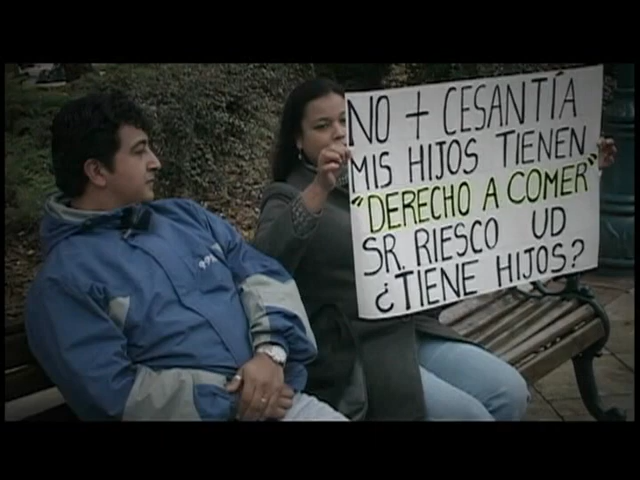 NO + CESANTÍA
MIS HIJOS TIENEN
"DERECHO A COMER"
SR. RIESCO UD
¿TIENE HIJOS?